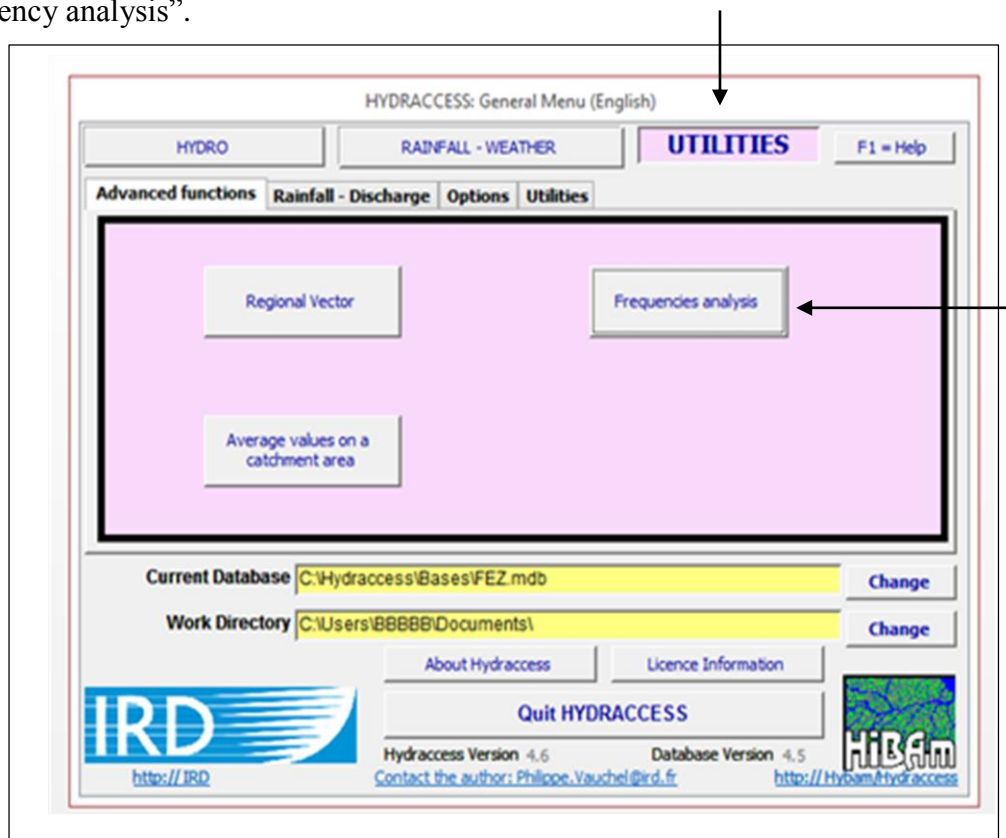 ency analysis”.
HYDRACCESS: General Menu (English)
HYDRO RAINFALL - WEATHER UTILITIES F1 = Help
Advanced functions Rainfall - Discharge Options Utilities
Regional Vector Frequencies analysis
Average values on a
catchment area
Current Database C:\Hydraccess\Bases\FEZ.mdb Change
Work Directory C:\Users\BBBBB\Documents\ Change
About Hydraccess Licence Information
IRD Quit HYDRACCESS HiBAm
Hydraccess Version 4.6 Database Version 4.5
http:// IRD Contact the author: Philippe.Vauchel@ird.fr http:// Hybam/Hydraccess